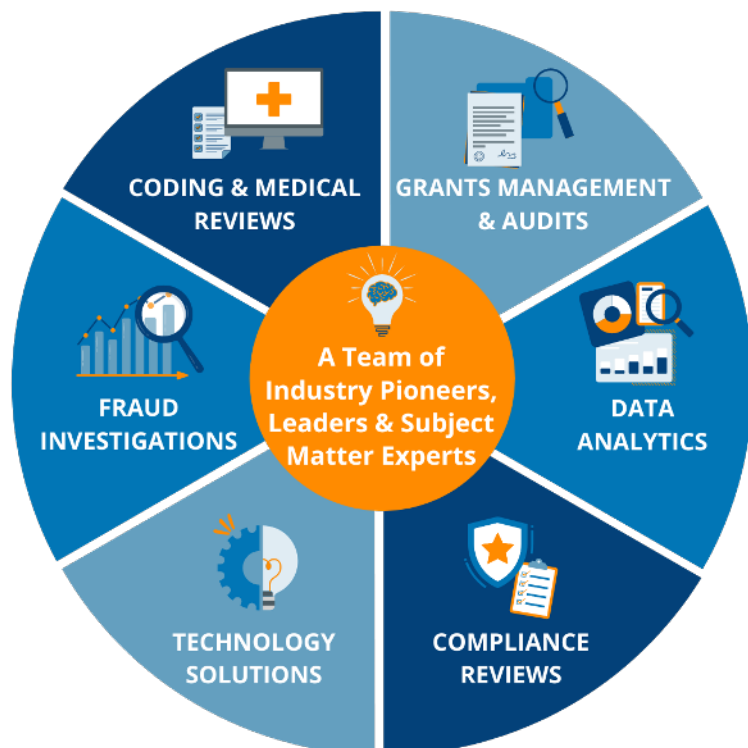 CODING & MEDICAL
REVIEWS
GRANTS MANAGEMENT
& AUDITS
FRAUD
INVESTIGATIONS
A Team of
Industry Pioneers,
Leaders & Subject
Matter Experts
DATA
ANALYTICS
TECHNOLOGY
SOLUTIONS
COMPLIANCE
REVIEWS